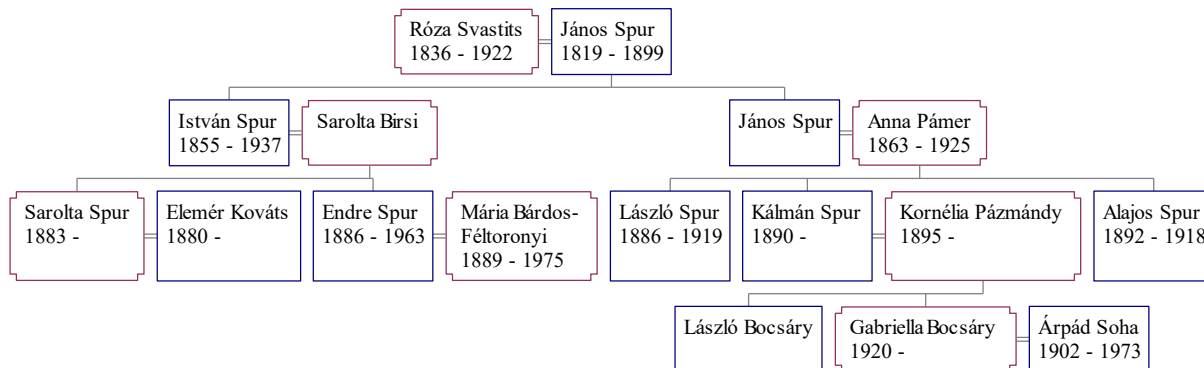 Róza Svastits
1836 - 1922
János Spur
1819 - 1899
István Spur
1855 - 1937
Sarolta Birsi
János Spur
Anna Pámer
1863 - 1925
Sarolta Spur
1883 -
Elemér Kováts
1880 -
Endre Spur
1886 - 1963
Mária Bárdos-
Féltoronyi
1889 - 1975
László Spur
1886 - 1919
Kálmán Spur
1890 -
Kornélia Pázmándy
1895 -
Alajos Spur
1892 - 1918
László Bocsáry
Gabriella Bocsáry
1920 -
Árpád Soha
1902 - 1973